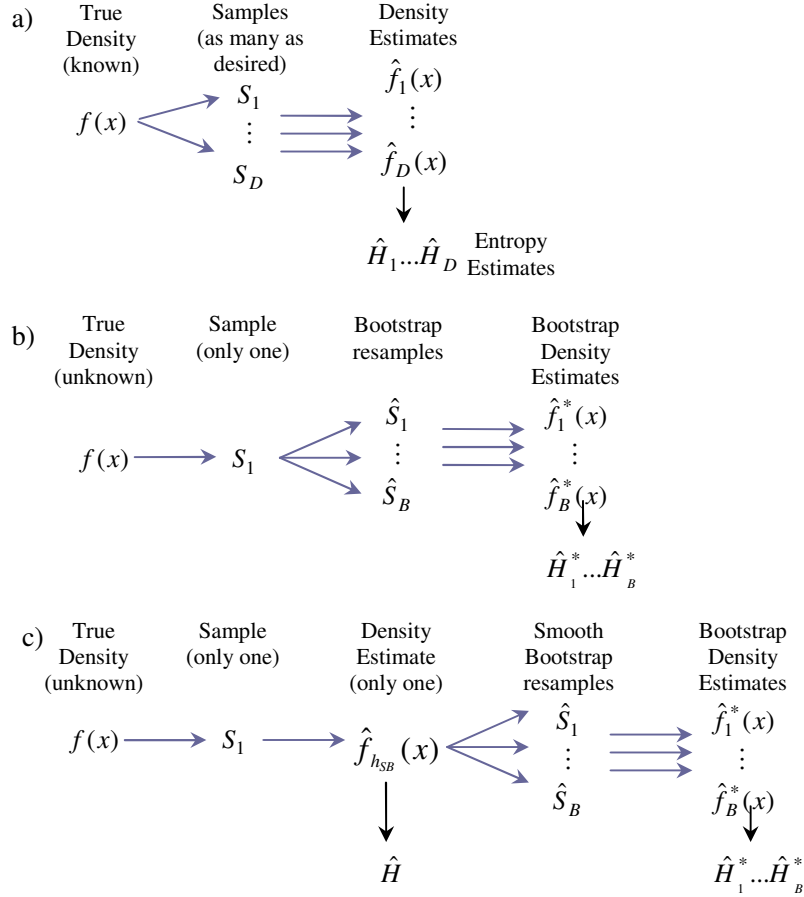 a)
True Density (known)
Samples (as many as desired)
Density Estimates
f(x)
S_1
⋮
S_D
f̂_1(x)
⋮
f̂_D(x)
Ĥ_1...Ĥ_D
Entropy Estimates
b)
True Density (unknown)
Sample (only one)
Bootstrap resamples
Bootstrap Density Estimates
f(x)
S_1
Ŝ_1
⋮
Ŝ_B
f̂_1^*(x)
⋮
f̂_B^*(x)
Ĥ_1^*...Ĥ_B^*
c)
True Density (unknown)
Sample (only one)
Density Estimate (only one)
Smooth Bootstrap resamples
Bootstrap Density Estimates
f(x)
S_1
f̂_{h_{SB}}(x)
Ŝ_1
⋮
Ŝ_B
f̂_1^*(x)
⋮
f̂_B^*(x)
Ĥ
Ĥ_1^*...Ĥ_B^*